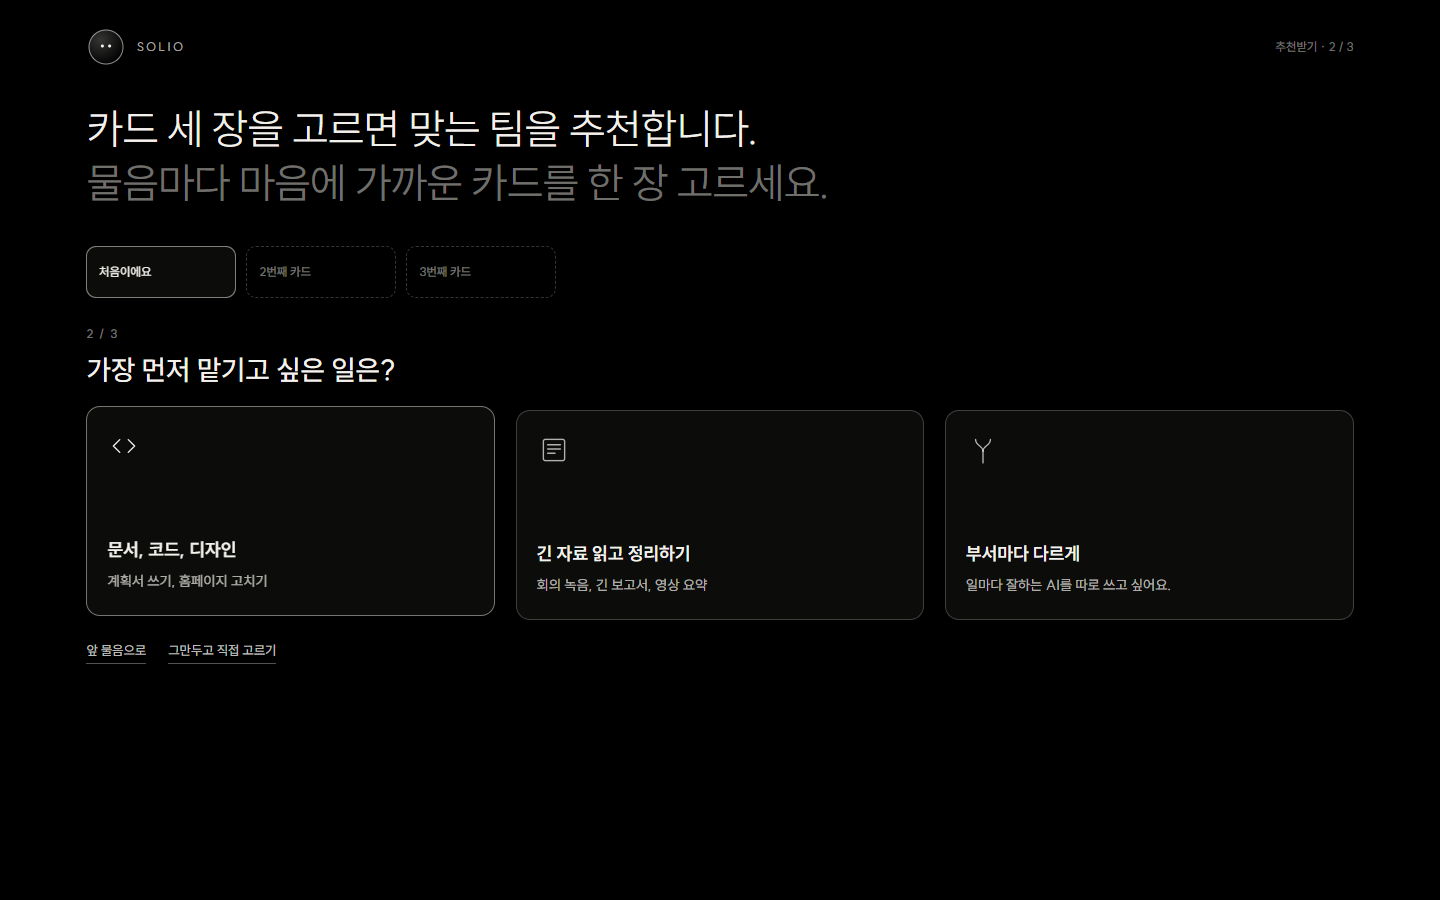 SOLIO
추천받기 · 2 / 3
카드 세 장을 고르면 맞는 팀을 추천합니다.
물음마다 마음에 가까운 카드를 한 장 고르세요.
처음이에요
2번째 카드
3번째 카드
2 / 3
가장 먼저 맡기고 싶은 일은?
문서, 코드, 디자인
계획서 쓰기, 홈페이지 고치기
긴 자료 읽고 정리하기
회의 녹음, 긴 보고서, 영상 요약
부서마다 다르게
일마다 잘하는 AI를 따로 쓰고 싶어요.
앞 물음으로
그만두고 직접 고르기